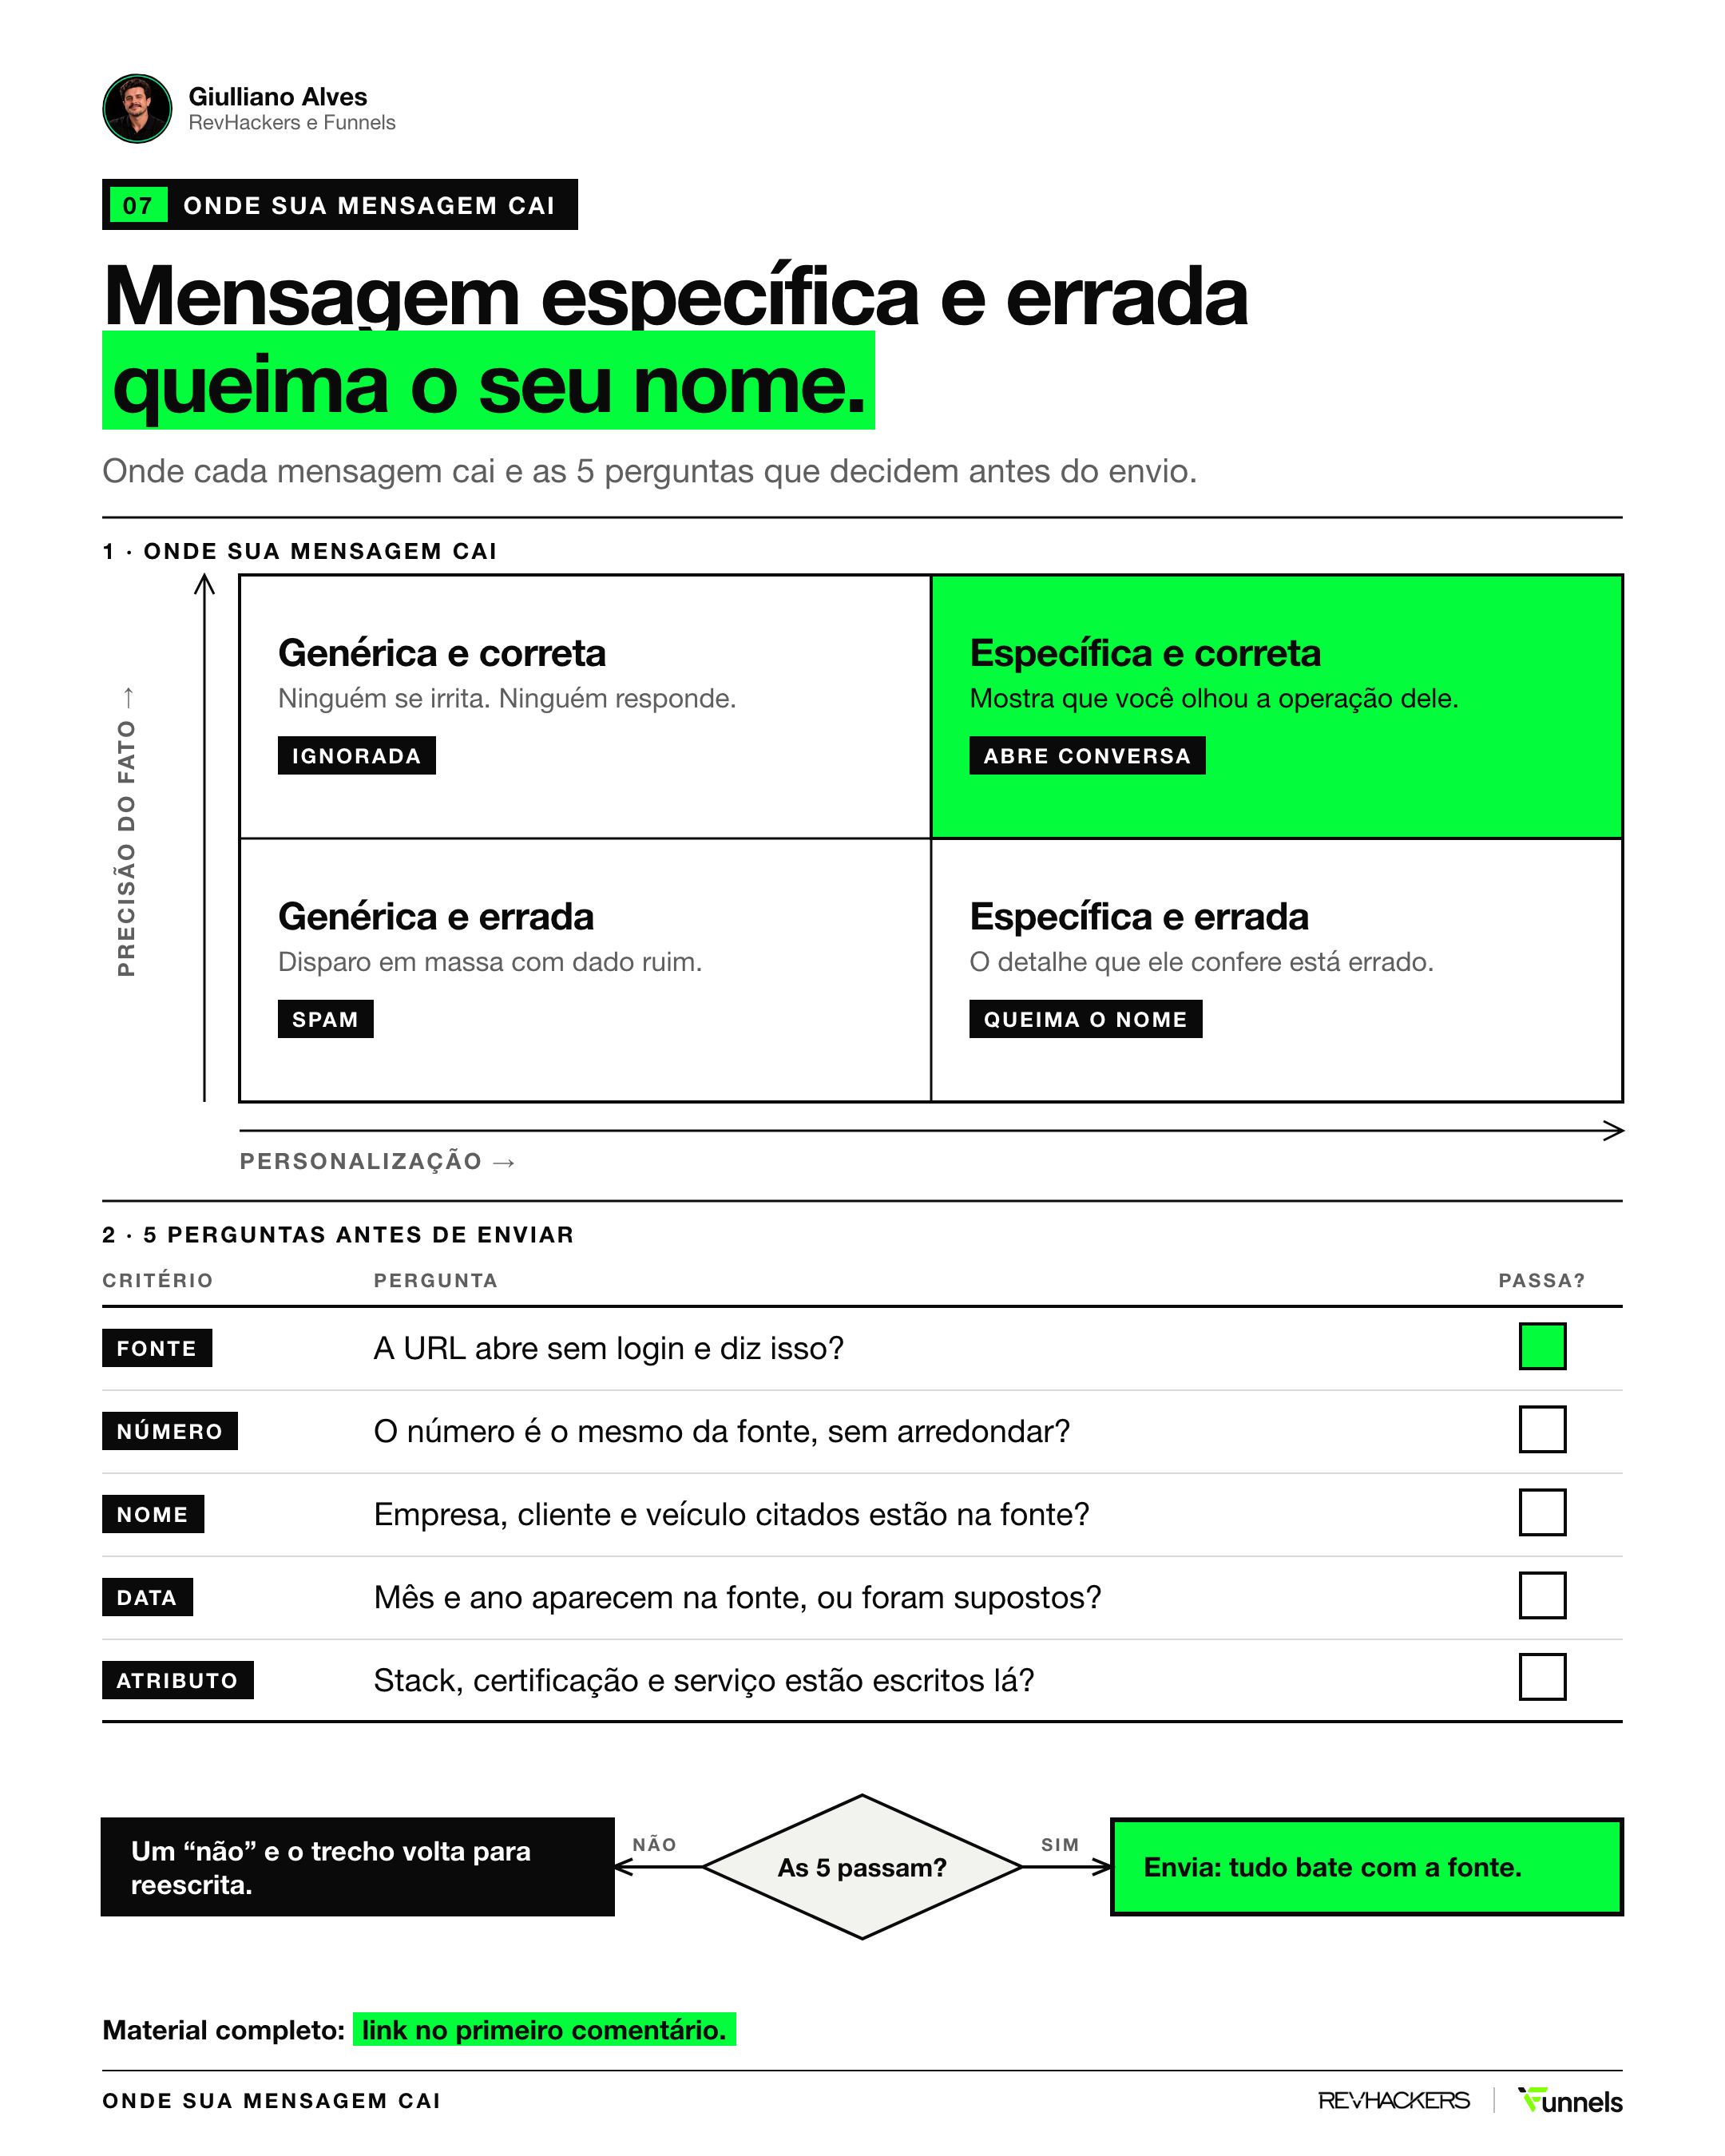 Giulliano Alves
RevHackers e Funnels
07 ONDE SUA MENSAGEM CAI
Mensagem específica e errada
queima o seu nome.
Onde cada mensagem cai e as 5 perguntas que decidem antes do envio.
1 · ONDE SUA MENSAGEM CAI
PRECISÃO DO FATO →
Genérica e correta
Ninguém se irrita. Ninguém responde.
IGNORADA
Específica e correta
Mostra que você olhou a operação dele.
ABRE CONVERSA
Genérica e errada
Disparo em massa com dado ruim.
SPAM
Específica e errada
O detalhe que ele confere está errado.
QUEIMA O NOME
PERSONALIZAÇÃO →
2 · 5 PERGUNTAS ANTES DE ENVIAR
CRITÉRIO PERGUNTA PASSA?
FONTE A URL abre sem login e diz isso?
NÚMERO O número é o mesmo da fonte, sem arredondar?
NOME Empresa, cliente e veículo citados estão na fonte?
DATA Mês e ano aparecem na fonte, ou foram supostos?
ATRIBUTO Stack, certificação e serviço estão escritos lá?
Um “não” e o trecho volta para
reescrita.
NÃO
As 5 passam?
SIM
Envia: tudo bate com a fonte.
Material completo: link no primeiro comentário.
ONDE SUA MENSAGEM CAI
REVHACKERS
Funnels